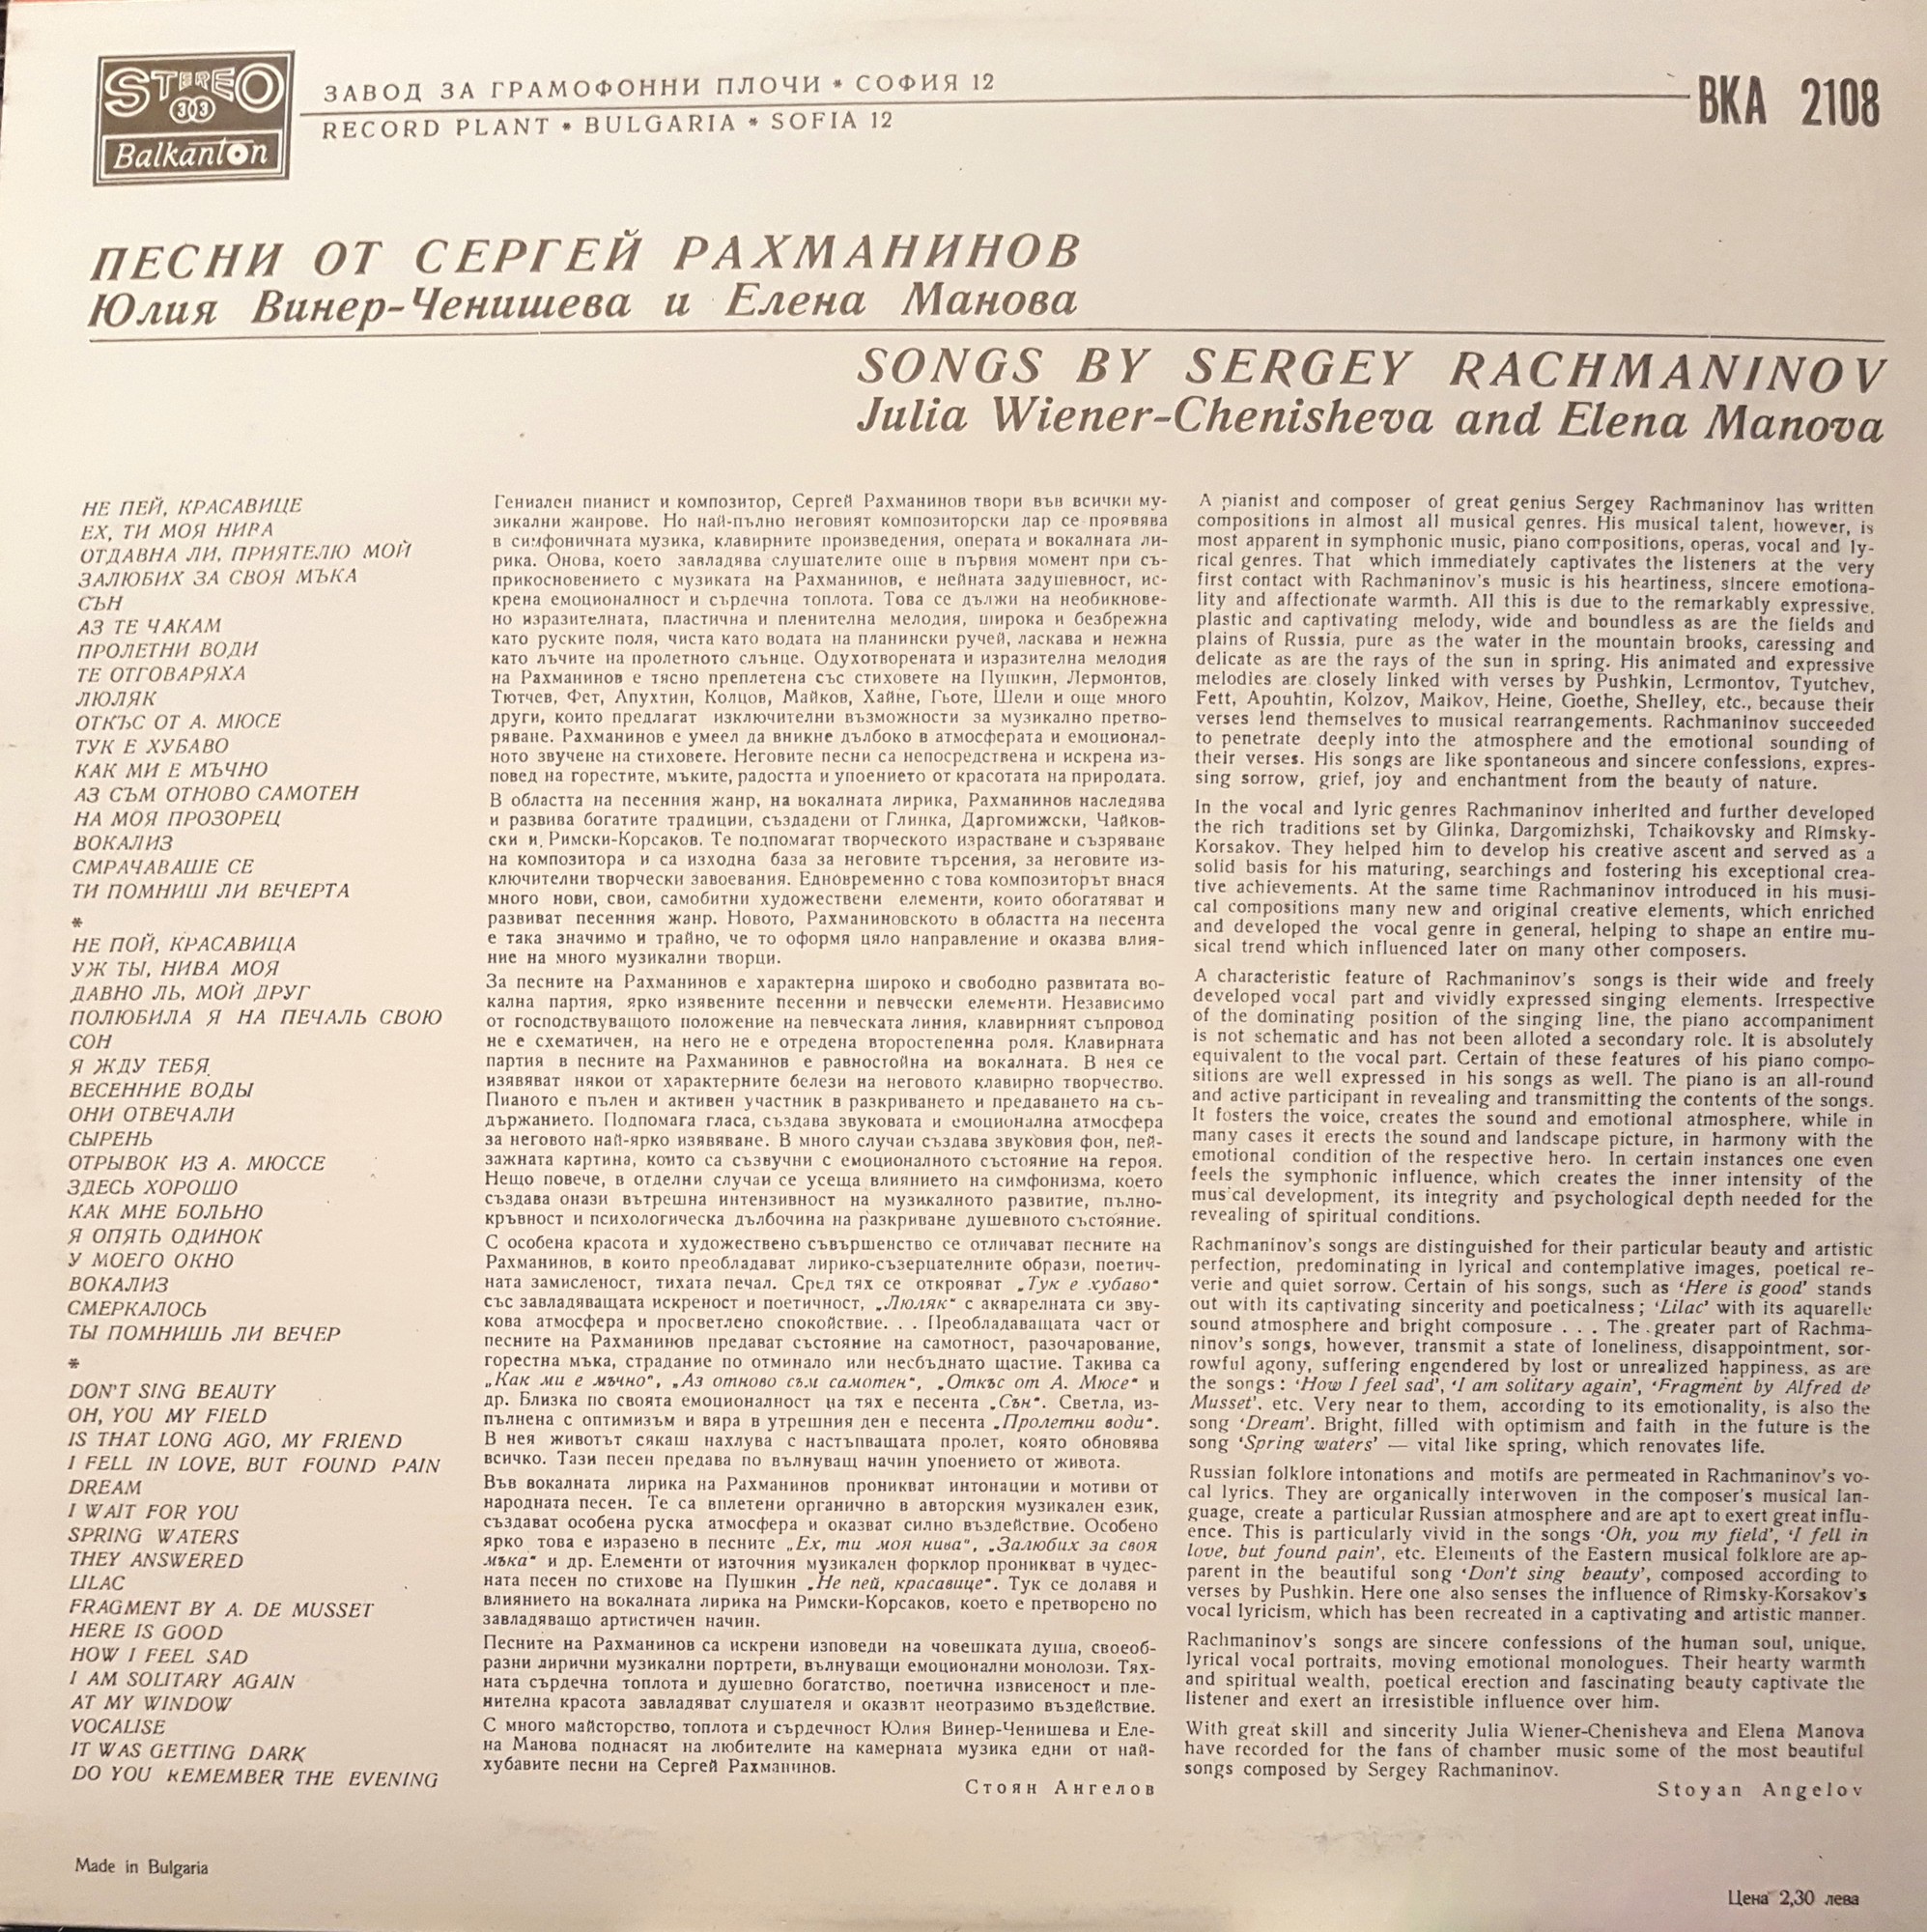 STEREO
33
Balkanton
ЗАВОД ЗА ГРАМОФОННИ ПЛОЧИ * СОФИЯ 12
RECORD PLANT * BULGARIA * SOFIA 12
ВКА 2108
ПЕСНИ ОТ СЕРГЕЙ РАХМАНИНОВ
Юлия Винер-Ченишева и Елена Манова
SONGS BY SERGEY RACHMANINOV
Julia Wiener-Chenisheva and Elena Manova
НЕ ПЕЙ, КРАСАВИЦЕ
ЕХ, ТИ МОЯ НИРА
ОТДАВНА ЛИ, ПРИЯТЕЛЮ МОЙ
ЗАЛЮБИХ ЗА СВОЯ МЪКА
СЪН
АЗ ТЕ ЧАКАМ
ПРОЛЕТНИ ВОДИ
ТЕ ОТГОВАРЯХА
ЛЮЛЯК
ОТКЪС ОТ А. МЮСЕ
ТУК Е ХУБАВО
КАК МИ Е МЪЧНО
АЗ СЪМ ОТНОВО САМОТЕН
НА МОЯ ПРОЗОРЕЦ
ВОКАЛИЗ
СМРАЧАВАШЕ СЕ
ТИ ПОМНИШ ЛИ ВЕЧЕРТА
*
НЕ ПОЙ, КРАСАВИЦА
УЖ ТЫ, НИВА МОЯ
ДАВНО ЛЬ, МОЙ ДРУГ
ПОЛЮБИЛА Я НА ПЕЧАЛЬ СВОЮ
СОН
Я ЖДУ ТЕБЯ
ВЕСЕННИЕ ВОДЫ
ОНИ ОТВЕЧАЛИ
СЫРЕНЬ
ОТРЫВОК ИЗ А. МЮССЕ
ЗДЕСЬ ХОРОШО
КАК МНЕ БОЛЬНО
Я ОПЯТЬ ОДИНОК
У МОЕГО ОКНО
ВОКАЛИЗ
СМЕРКАЛОСЬ
ТЫ ПОМНИШЬ ЛИ ВЕЧЕР
*
DON'T SING BEAUTY
OH, YOU MY FIELD
IS THAT LONG AGO, MY FRIEND
I FELL IN LOVE, BUT FOUND PAIN
DREAM
I WAIT FOR YOU
SPRING WATERS
THEY ANSWERED
LILAC
FRAGMENT BY A. DE MUSSET
HERE IS GOOD
HOW I FEEL SAD
I AM SOLITARY AGAIN
AT MY WINDOW
VOCALISE
IT WAS GETTING DARK
DO YOU REMEMBER THE EVENING
Гениален пианист и композитор, Сергей Рахманинов твори във всички му-
зикални жанрове. Но най-пълно неговият композиторски дар се проявява
в симфоничната музика, клавирните произведения, операта и вокалната ли-
рика. Онова, което завладява слушателите още в първия момент при съ-
прикосновението с музиката на Рахманинов, е нейната задушевност, ис-
крена емоционалност и сърдечна топлота. Това се дължи на необикнове-
но изразителната, пластична и пленителна мелодия, широка и безбрежна
като руските поля, чиста като водата на планински ручей, ласкава и нежна
като лъчите на пролетното слънце. Одухотворената и изразителна мелодия
на Рахманинов е тясно преплетена със стиховете на Пушкин, Лермонтов,
Тютчев, Фет, Апухтин, Колцов, Майков, Хайне, Гьоте, Шели и още много
други, които предлагат изключителни възможности за музикално претво-
ряване. Рахманинов е умеел да вникне дълбоко в атмосферата и емоционал-
ното звучене на стиховете. Неговите песни са непосредствена и искрена из-
повед на горестите, мъките, радостта и упоението от красотата на природата.
В областта на песенния жанр, на вокалната лирика, Рахманинов наследява
и развива богатите традиции, създадени от Глинка, Даргомижски, Чайков-
ски и Римски-Корсаков. Те подпомагат творческото израстване и съзряване
на композитора и са изходна база за неговите търсения, за неговите из-
ключителни творчески завоевания. Едновременно с това композиторът внася
много нови, свои, самобитни художествени елементи, които обогатяват и
развиват песенния жанр. Новото, Рахманиновското в областта на песента
е така значимо и трайно, че то оформя цяло направление и оказва влия-
ние на много музикални творци.
За песните на Рахманинов е характерна широко и свободно развитата во-
кална партия, ярко изявените песенни и певчески елементи. Независимо
от господствуващото положение на певческата линия, клавирният съпровод
не е схематичен, на него не е отредена второстепенна роля. Клавирната
партия в песните на Рахманинов е равностойна на вокалната. В нея се
изявяват някои от характерните белези на неговото клавирно творчество.
Пианото е пълен и активен участник в разкриването и предаването на съ-
държанието. Подпомага гласа, създава звуковата и емоционална атмосфера
за неговото най-ярко изявяване. В много случаи създава звуковия фон, пей-
зажната картина, които са съзвучни с емоционалното състояние на героя.
Нещо повече, в отделни случаи се усеща влиянието на симфонизма, което
създава онази вътрешна интензивност на музикалното развитие, пълно-
кръвност и психологическа дълбочина на разкриване душевното състояние.
С особена красота и художествено съвършенство се отличават песните на
Рахманинов, в които преобладават лирико-съзерцателните образи, поетич-
ната замисленост, тихата печал. Сред тях се открояват „Тук е хубаво“
със завладяващата искреност и поетичност, „Люляк“ с акварелната си зву-
кова атмосфера и просветлено спокойствие. . . Преобладаващата част от
песните на Рахманинов предават състояние на самотност, разочарование,
горестна мъка, страдание по отминало или несбъднато щастие. Такива са
„Как ми е мъчно“, „Аз отново съм самотен“, „Откъс от А. Мюсе“ и
др. Близка по своята емоционалност на тях е песента „Сън“. Светла, из-
пълнена с оптимизъм и вяра в утрешния ден е песента „Пролетни води“.
В нея животът сякаш нахлува с настъпващата пролет, която обновява
всичко. Тази песен предава по вълнуващ начин упоението от живота.
Във вокалната лирика на Рахманинов проникват интонации и мотиви от
народната песен. Те са вплетени органично в авторския музикален език,
създават особена руска атмосфера и оказват силно въздействие. Особено
ярко това е изразено в песните „Ех, ти моя нива“, „Залюбих за своя
мъка“ и др. Елементи от източния музикален форклор проникват в чудес-
ната песен по стихове на Пушкин „Не пей, красавице“. Тук се долавя и
влиянието на вокалната лирика на Римски-Корсаков, което е претворено по
завладяващо артистичен начин.
Песните на Рахманинов са искрени изповеди на човешката душа, своеоб-
разни лирични музикални портрети, вълнуващи емоционални монолози. Тях-
ната сърдечна топлота и душевно богатство, поетична извисеност и пле-
нителна красота завладяват слушателя и оказват неотразимо въздействие.
С много майсторство, топлота и сърдечност Юлия Винер-Ченишева и Еле-
на Манова поднасят на любителите на камерната музика едни от най-
хубавите песни на Сергей Рахманинов.
Стоян Ангелов
A pianist and composer of great genius Sergey Rachmaninov has written
compositions in almost all musical genres. His musical talent, however, is
most apparent in symphonic music, piano compositions, operas, vocal and ly-
rical genres. That which immediately captivates the listeners at the very
first contact with Rachmaninov's music is his heartiness, sincere emotiona-
lity and affectionate warmth. All this is due to the remarkably expressive,
plastic and captivating melody, wide and boundless as are the fields and
plains of Russia, pure as the water in the mountain brooks, caressing and
delicate as are the rays of the sun in spring. His animated and expressive
melodies are closely linked with verses by Pushkin, Lermontov, Tyutchev,
Fett, Apouhtin, Kolzov, Maikov, Heine, Goethe, Shelley, etc., because their
verses lend themselves to musical rearrangements. Rachmaninov succeeded
to penetrate deeply into the atmosphere and the emotional sounding of
their verses. His songs are like spontaneous and sincere confessions, expres-
sing sorrow, grief, joy and enchantment from the beauty of nature.
In the vocal and lyric genres Rachmaninov inherited and further developed
the rich traditions set by Glinka, Dargomizhski, Tchaikovsky and Rimsky-
Korsakov. They helped him to develop his creative ascent and served as a
solid basis for his maturing, searchings and fostering his exceptional crea-
tive achievements. At the same time Rachmaninov introduced in his musi-
cal compositions many new and original creative elements, which enriched
and developed the vocal genre in general, helping to shape an entire mu-
sical trend which influenced later on many other composers.
A characteristic feature of Rachmaninov's songs is their wide and freely
developed vocal part and vividly expressed singing elements. Irrespective
of the dominating position of the singing line, the piano accompaniment
is not schematic and has not been alloted a secondary role. It is absolutely
equivalent to the vocal part. Certain of these features of his piano compo-
sitions are well expressed in his songs as well. The piano is an all-round
and active participant in revealing and transmitting the contents of the songs.
It fosters the voice, creates the sound and emotional atmosphere, while in
many cases it erects the sound and landscape picture, in harmony with the
emotional condition of the respective hero. In certain instances one even
feels the symphonic influence, which creates the inner intensity of the
musical development, its integrity and psychological depth needed for the
revealing of spiritual conditions.
Rachmaninov's songs are distinguished for their particular beauty and artistic
perfection, predominating in lyrical and contemplative images, poetical re-
verie and quiet sorrow. Certain of his songs, such as ‘Here is good’ stands
out with its captivating sincerity and poeticalness; ‘Lilac’ with its aquarelle
sound atmosphere and bright composure . . . The greater part of Rachma-
ninov's songs, however, transmit a state of loneliness, disappointment, sor-
rowful agony, suffering engendered by lost or unrealized happiness, as are
the songs: ‘How I feel sad’, ‘I am solitary again’, ‘Fragment by Alfred de
Musset’. etc. Very near to them, according to its emotionality, is also the
song ‘Dream’. Bright, filled with optimism and faith in the future is the
song ‘Spring waters’ — vital like spring, which renovates life.
Russian folklore intonations and motifs are permeated in Rachmaninov's vo-
cal lyrics. They are organically interwoven in the composer's musical lan-
guage, create a particular Russian atmosphere and are apt to exert great influ-
ence. This is particularly vivid in the songs ‘Oh, you my field’, ‘I fell in
love, but found pain’, etc. Elements of the Eastern musical folklore are ap-
parent in the beautiful song ‘Don't sing beauty’, composed according to
verses by Pushkin. Here one also senses the influence of Rimsky-Korsakov's
vocal lyricism, which has been recreated in a captivating and artistic manner.
Rachmaninov's songs are sincere confessions of the human soul, unique,
lyrical vocal portraits, moving emotional monologues. Their hearty warmth
and spiritual wealth, poetical erection and fascinating beauty captivate the
listener and exert an irresistible influence over him.
With great skill and sincerity Julia Wiener-Chenisheva and Elena Manova
have recorded for the fans of chamber music some of the most beautiful
songs composed by Sergey Rachmaninov.
Stoyan Angelov
Made in Bulgaria
Цена 2,30 лева